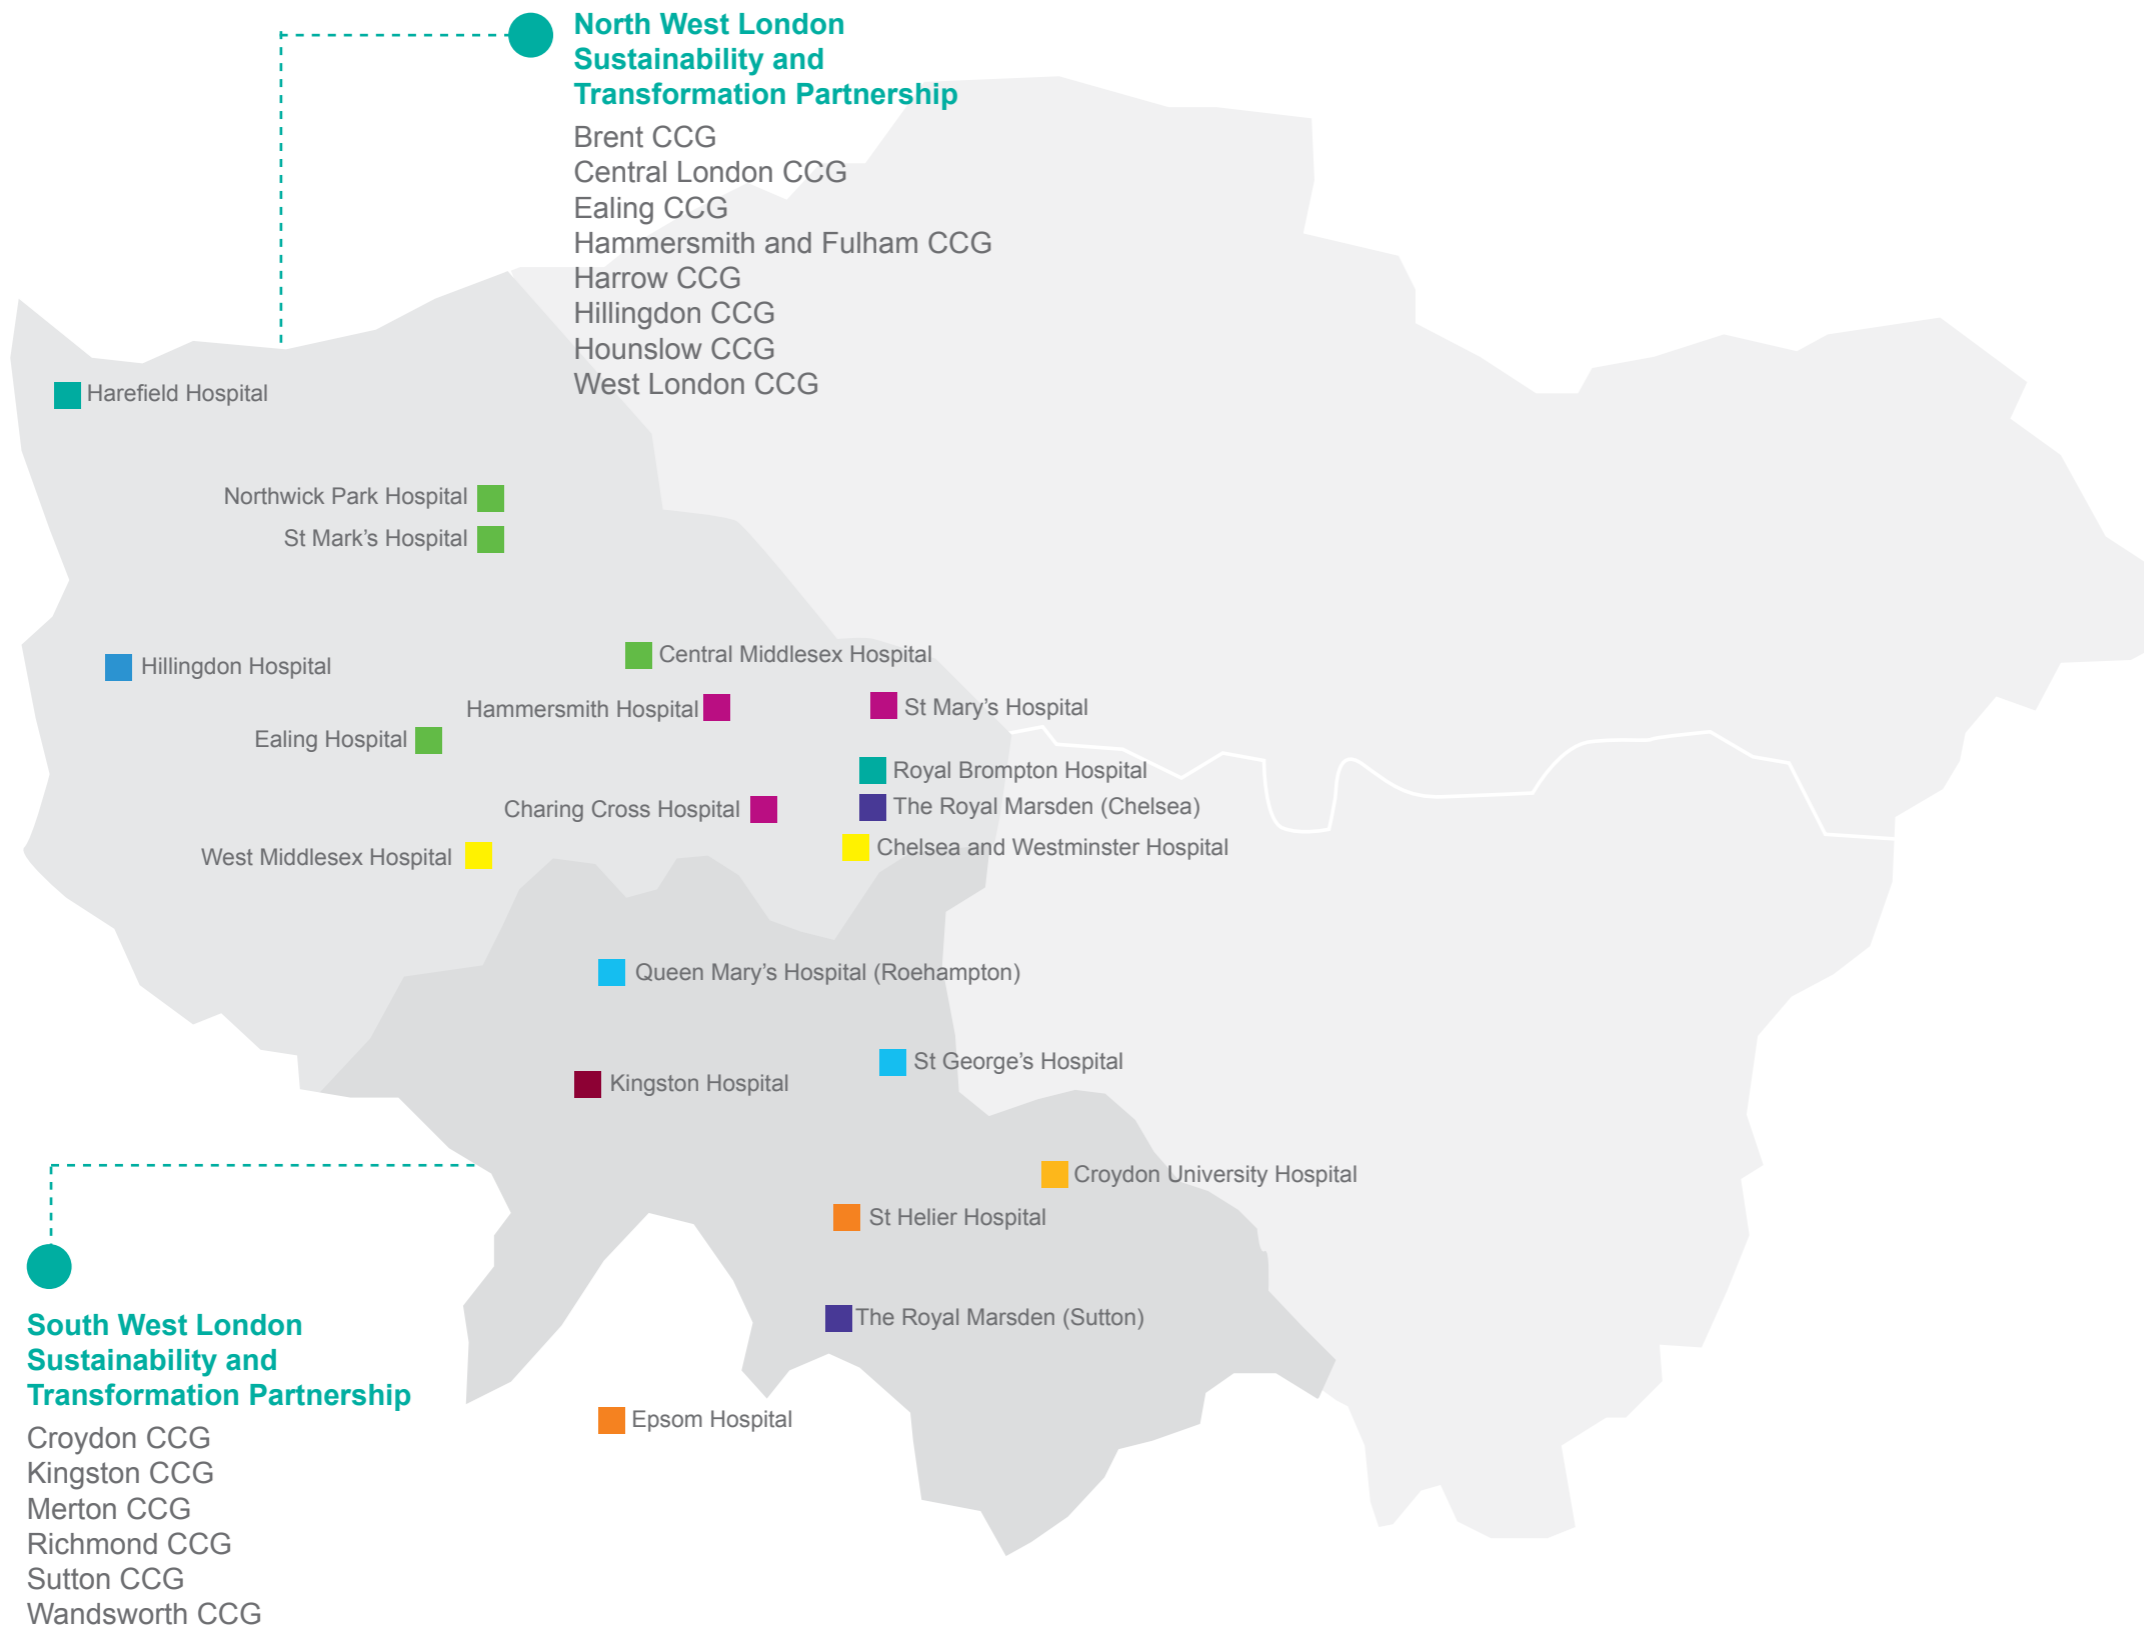 North West London
Sustainability and
Transformation Partnership
Brent CCG
Central London CCG
Ealing CCG
Hammersmith and Fulham CCG
Harrow CCG
Hillingdon CCG
Hounslow CCG
West London CCG
Harefield Hospital
Northwick Park Hospital
St Mark’s Hospital
Hillingdon Hospital
Central Middlesex Hospital
Hammersmith Hospital
St Mary’s Hospital
Ealing Hospital
Royal Brompton Hospital
The Royal Marsden (Chelsea)
Charing Cross Hospital
Chelsea and Westminster Hospital
West Middlesex Hospital
Queen Mary’s Hospital (Roehampton)
St George’s Hospital
Kingston Hospital
Croydon University Hospital
St Helier Hospital
The Royal Marsden (Sutton)
Epsom Hospital
South West London
Sustainability and
Transformation Partnership
Croydon CCG
Kingston CCG
Merton CCG
Richmond CCG
Sutton CCG
Wandsworth CCG